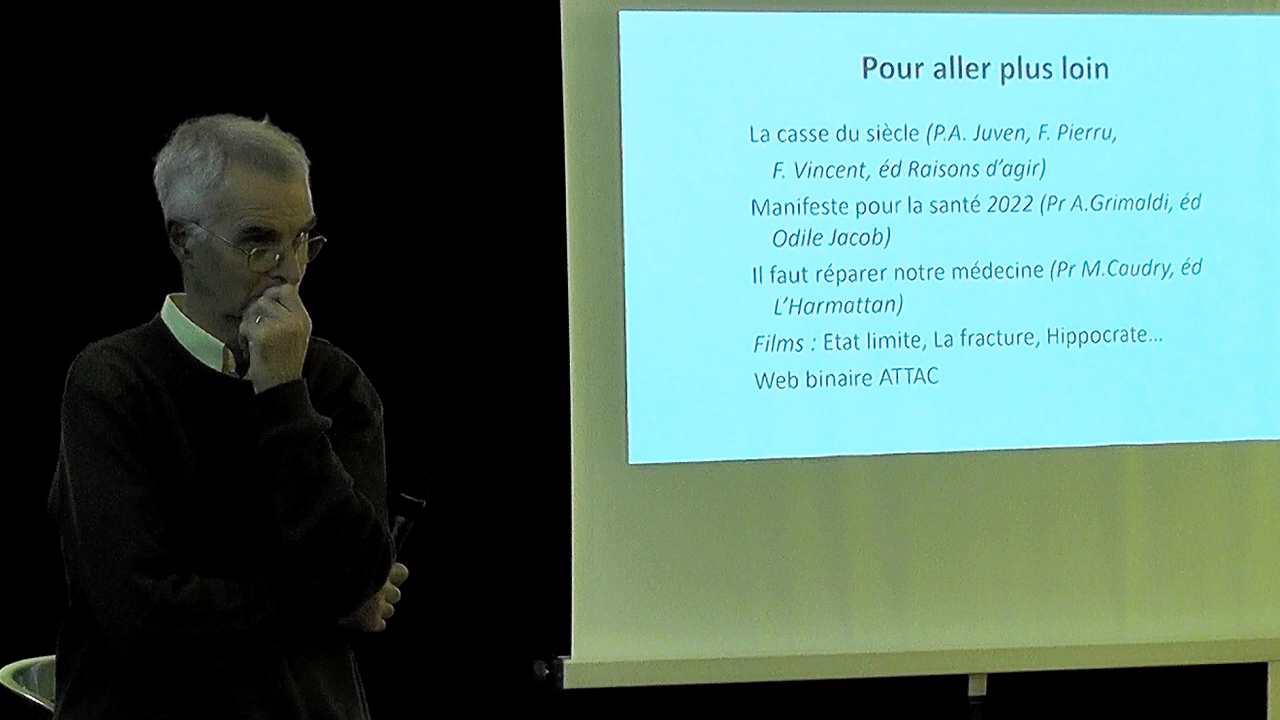 Pour aller plus loin
La casse du siècle (P.A. Juven, F. Pierru,
F. Vincent, éd Raisons d'agir)
Manifeste pour la santé 2022 (Pr A.Grimaldi, éd
Odile Jacob)
Il faut réparer notre médecine (Pr M.Caudry, éd
L'Harmattan)
Films : Etat limite, La fracture, Hippocrate...
Web binaire ATTAC